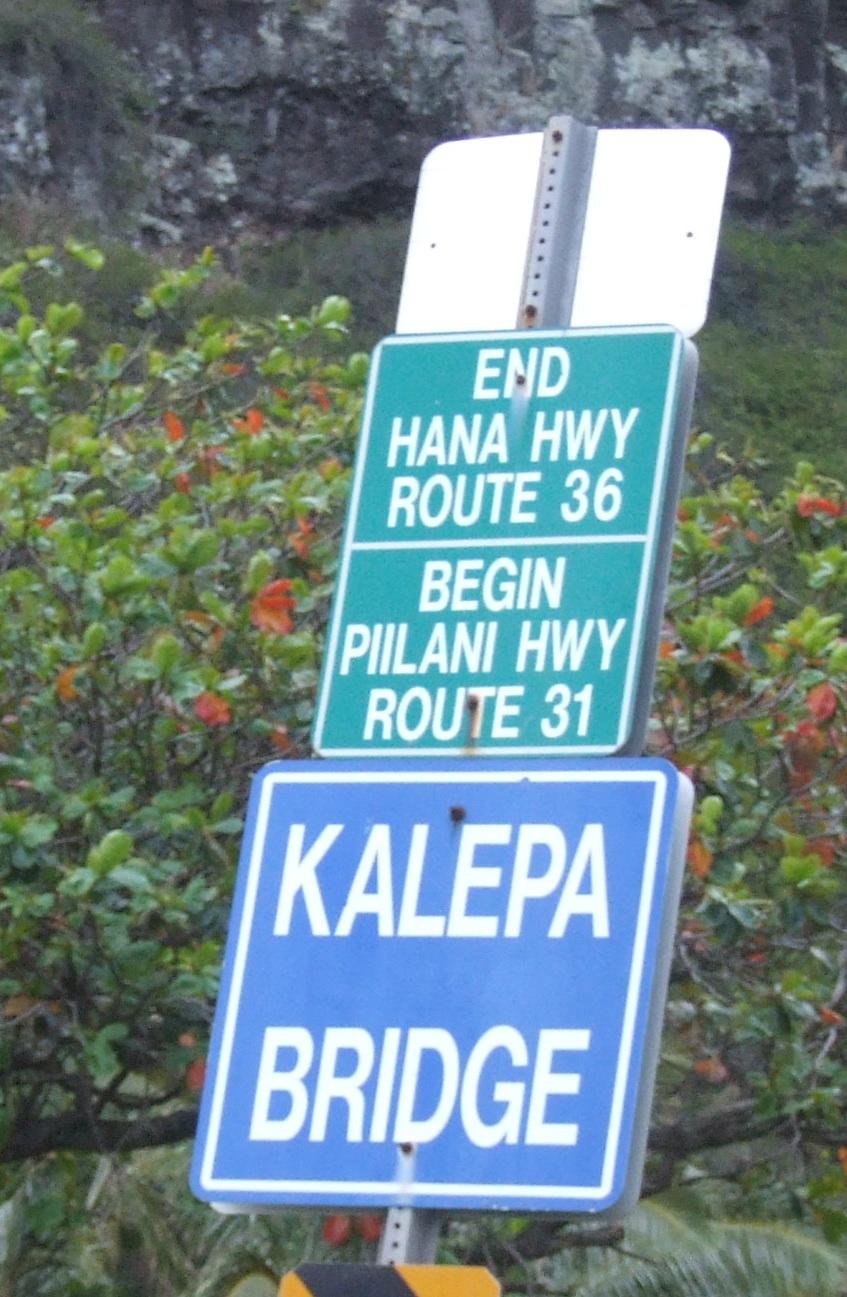 END
HANA HWY
ROUTE 36
BEGIN
PIILANI HWY
ROUTE 31
KALEPA
BRIDGE